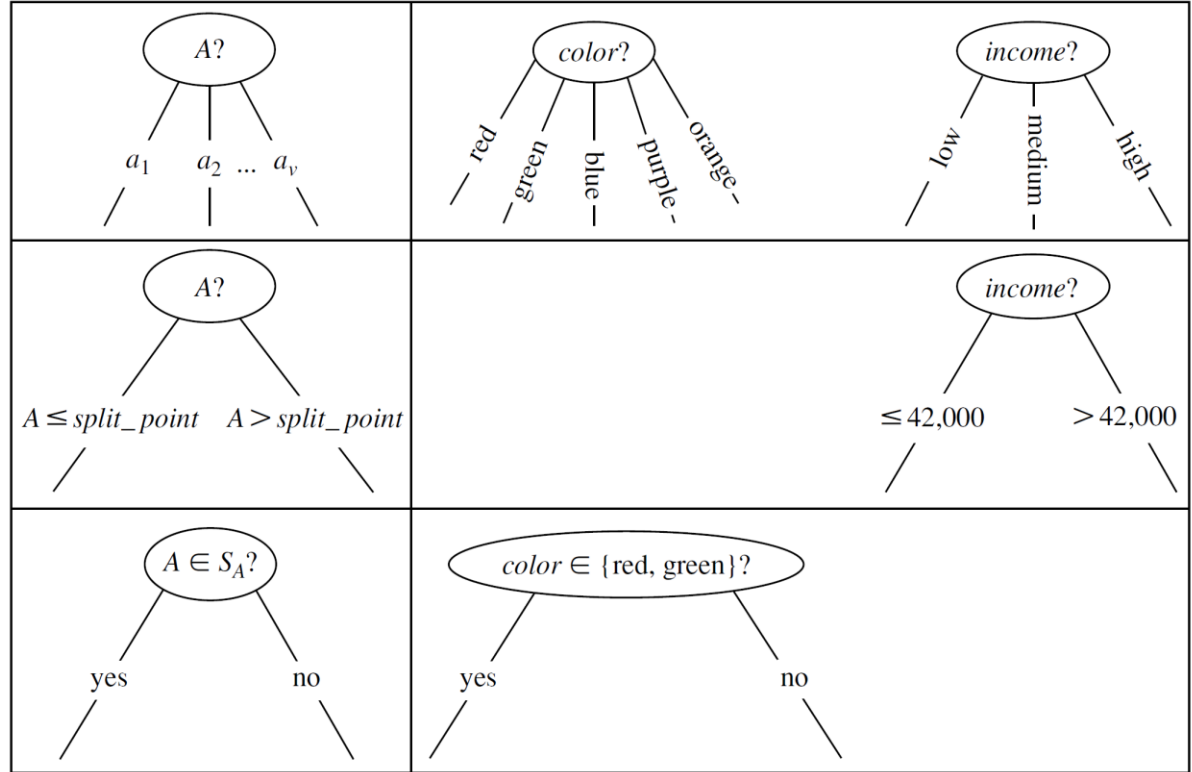 A?
a1 a2 ... av
color?
red green blue purple orange
income?
low medium high
A?
A ≤ split_point A > split_point
income?
≤ 42,000 > 42,000
A ∈ SA?
yes no
color ∈ {red, green}?
yes no